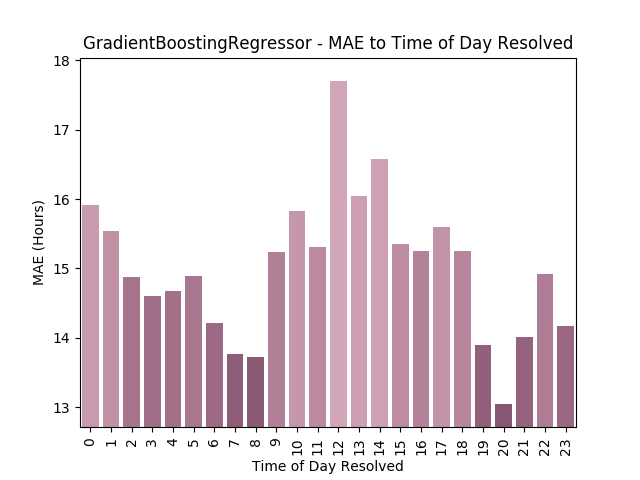 GradientBoostingRegressor - MAE to Time of Day Resolved
18
17
16
15
14
13
MAE (Hours)
0 1 2 3 4 5 6 7 8 9 10 11 12 13 14 15 16 17 18 19 20 21 22 23
Time of Day Resolved